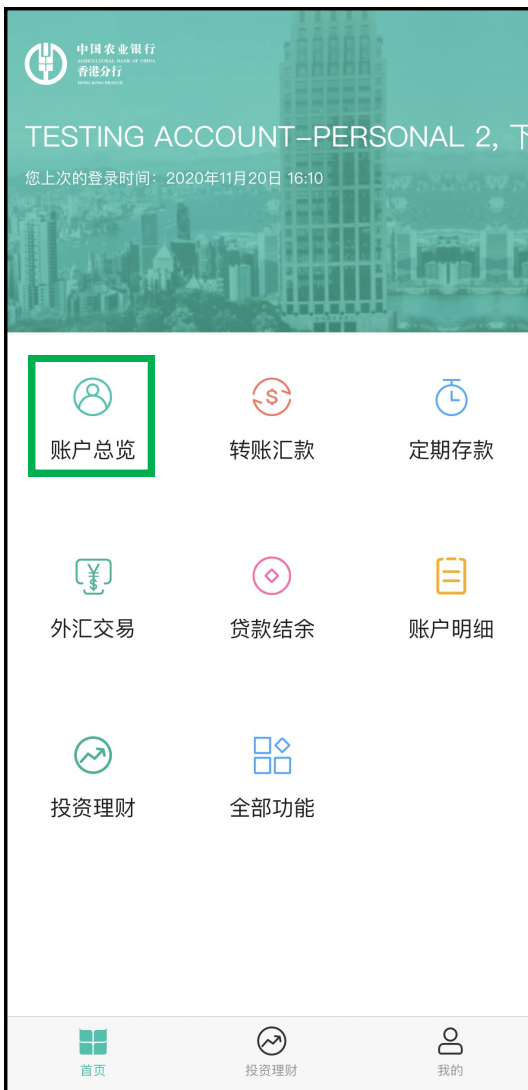 中国农业银行
AGRICULTURAL BANK OF CHINA
香港分行
HONG KONG BRANCH
TESTING ACCOUNT-PERSONAL 2, 下
您上次的登录时间：2020年11月20日 16:10
账户总览
转账汇款
定期存款
外汇交易
贷款结余
账户明细
投资理财
全部功能
首页
投资理财
我的